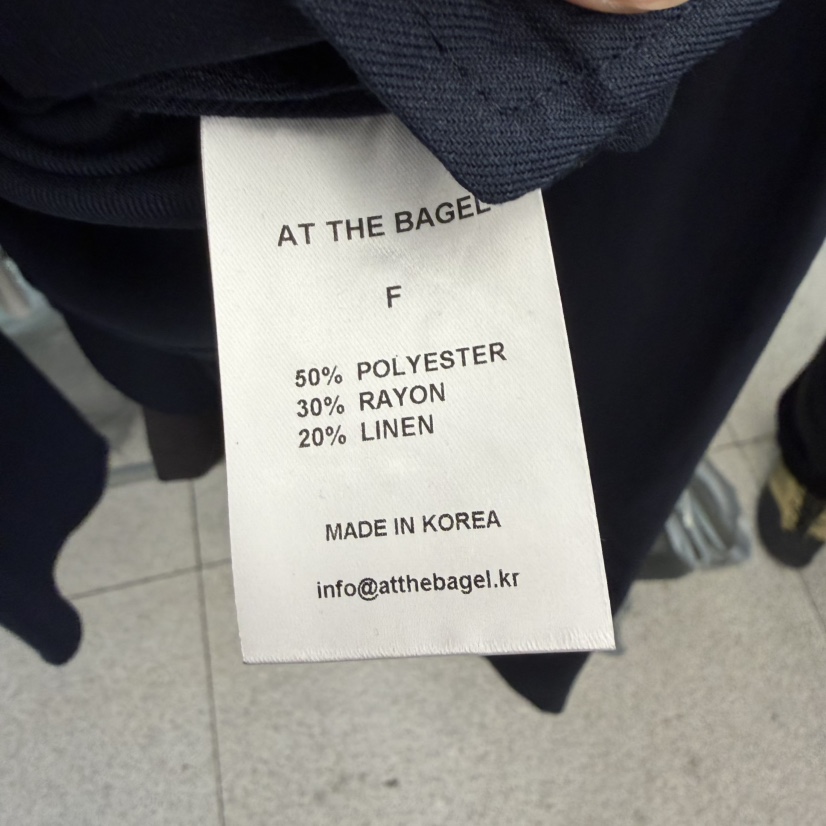 AT THE BAGEL
F
50% POLYESTER
30% RAYON
20% LINEN
MADE IN KOREA
info@atthebagel.kr